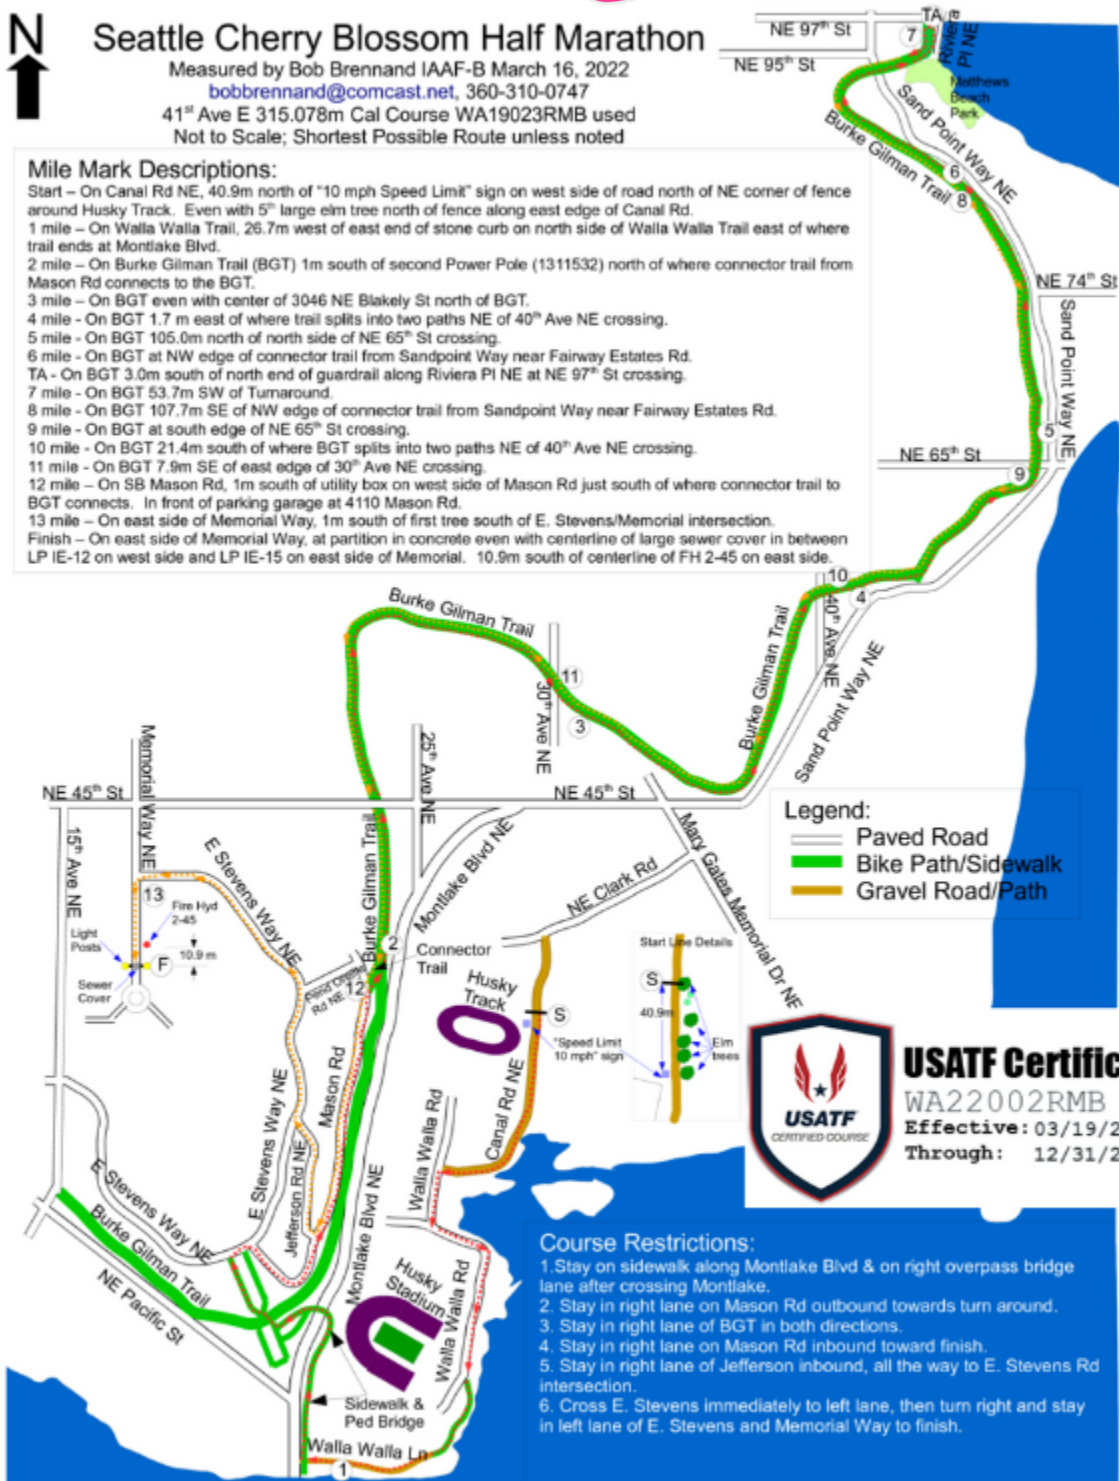 N
Seattle Cherry Blossom Half Marathon
Measured by Bob Brennand IAAF-B March 16, 2022
bobbrennand@comcast.net, 360-310-0747
41st Ave E 315.078m Cal Course WA19023RMB used
Not to Scale; Shortest Possible Route unless noted
Mile Mark Descriptions:
Start – On Canal Rd NE, 40.9m north of "10 mph Speed Limit" sign on west side of road north of NE corner of fence
around Husky Track. Even with 5th large elm tree north of fence along east edge of Canal Rd.
1 mile – On Walla Walla Trail, 26.7m west of east end of stone curb on north side of Walla Walla Trail east of where
trail ends at Montlake Blvd.
2 mile – On Burke Gilman Trail (BGT) 1m south of second Power Pole (1311532) north of where connector trail from
Mason Rd connects to the BGT.
3 mile – On BGT even with center of 3046 NE Blakely St north of BGT.
4 mile - On BGT 1.7 m east of where trail splits into two paths NE of 40th Ave NE crossing.
5 mile - On BGT 105.0m north of north side of NE 65th St crossing.
6 mile - On BGT at NW edge of connector trail from Sandpoint Way near Fairway Estates Rd.
TA - On BGT 3.0m south of north end of guardrail along Riviera Pl NE at NE 97th St crossing.
7 mile - On BGT 53.7m SW of Turnaround.
8 mile - On BGT 107.7m SE of NW edge of connector trail from Sandpoint Way near Fairway Estates Rd.
9 mile - On BGT at south edge of NE 65th St crossing.
10 mile - On BGT 21.4m south of where BGT splits into two paths NE of 40th Ave NE crossing.
11 mile - On BGT 7.9m SE of east edge of 30th Ave NE crossing.
12 mile – On SB Mason Rd, 1m south of utility box on west side of Mason Rd just south of where connector trail to
BGT connects. In front of parking garage at 4110 Mason Rd.
13 mile – On east side of Memorial Way, 1m south of first tree south of E. Stevens/Memorial intersection.
Finish – On east side of Memorial Way, at partition in concrete even with centerline of large sewer cover in between
LP IE-12 on west side and LP IE-15 on east side of Memorial. 10.9m south of centerline of FH 2-45 on east side.
TA
NE 97th St
7
Riviera
Pl NE
NE 95th St
Matthews
Beach
Park
Sand Point Way NE
Burke Gilman Trail
6
8
NE 74th St
Sand Point Way NE
5
NE 65th St
9
10
4
40th Ave NE
Burke Gilman Trail
Burke Gilman Trail
11
30th Ave NE
3
Sand Point Way NE
Memorial Way NE
25th Ave NE
NE 45th St
NE 45th St
15th Ave NE
E Stevens Way NE
Burke Gilman Trail
Montlake Blvd NE
Mary Gates Memorial Dr NE
NE Clark Rd
Legend:
Paved Road
Bike Path/Sidewalk
Gravel Road/Path
13
Fire Hyd
2-45
Light
Posts
10.9 m
F
Sewer
Cover
2
Connector
Trail
Pend Oreille
Rd NE
12
Husky
Track
S
"Speed Limit
10 mph" sign
Start Line Details
S
40.9m
Elm
trees
USATF
CERTIFIED COURSE
USATF Certific
WA22002RMB
Effective: 03/19/2
Through: 12/31/2
Mason Rd
E Stevens Way NE
Jefferson Rd NE
Canal Rd NE
Walla Walla Rd
Montlake Blvd NE
E Stevens Way NE
Burke Gilman Trail
NE Pacific St
Husky
Stadium
Walla Walla Rd
Sidewalk &
Ped Bridge
Walla Walla Ln
1
Course Restrictions:
1.Stay on sidewalk along Montlake Blvd & on right overpass bridge
lane after crossing Montlake.
2. Stay in right lane on Mason Rd outbound towards turn around.
3. Stay in right lane of BGT in both directions.
4. Stay in right lane on Mason Rd inbound toward finish.
5. Stay in right lane of Jefferson inbound, all the way to E. Stevens Rd
intersection.
6. Cross E. Stevens immediately to left lane, then turn right and stay
in left lane of E. Stevens and Memorial Way to finish.